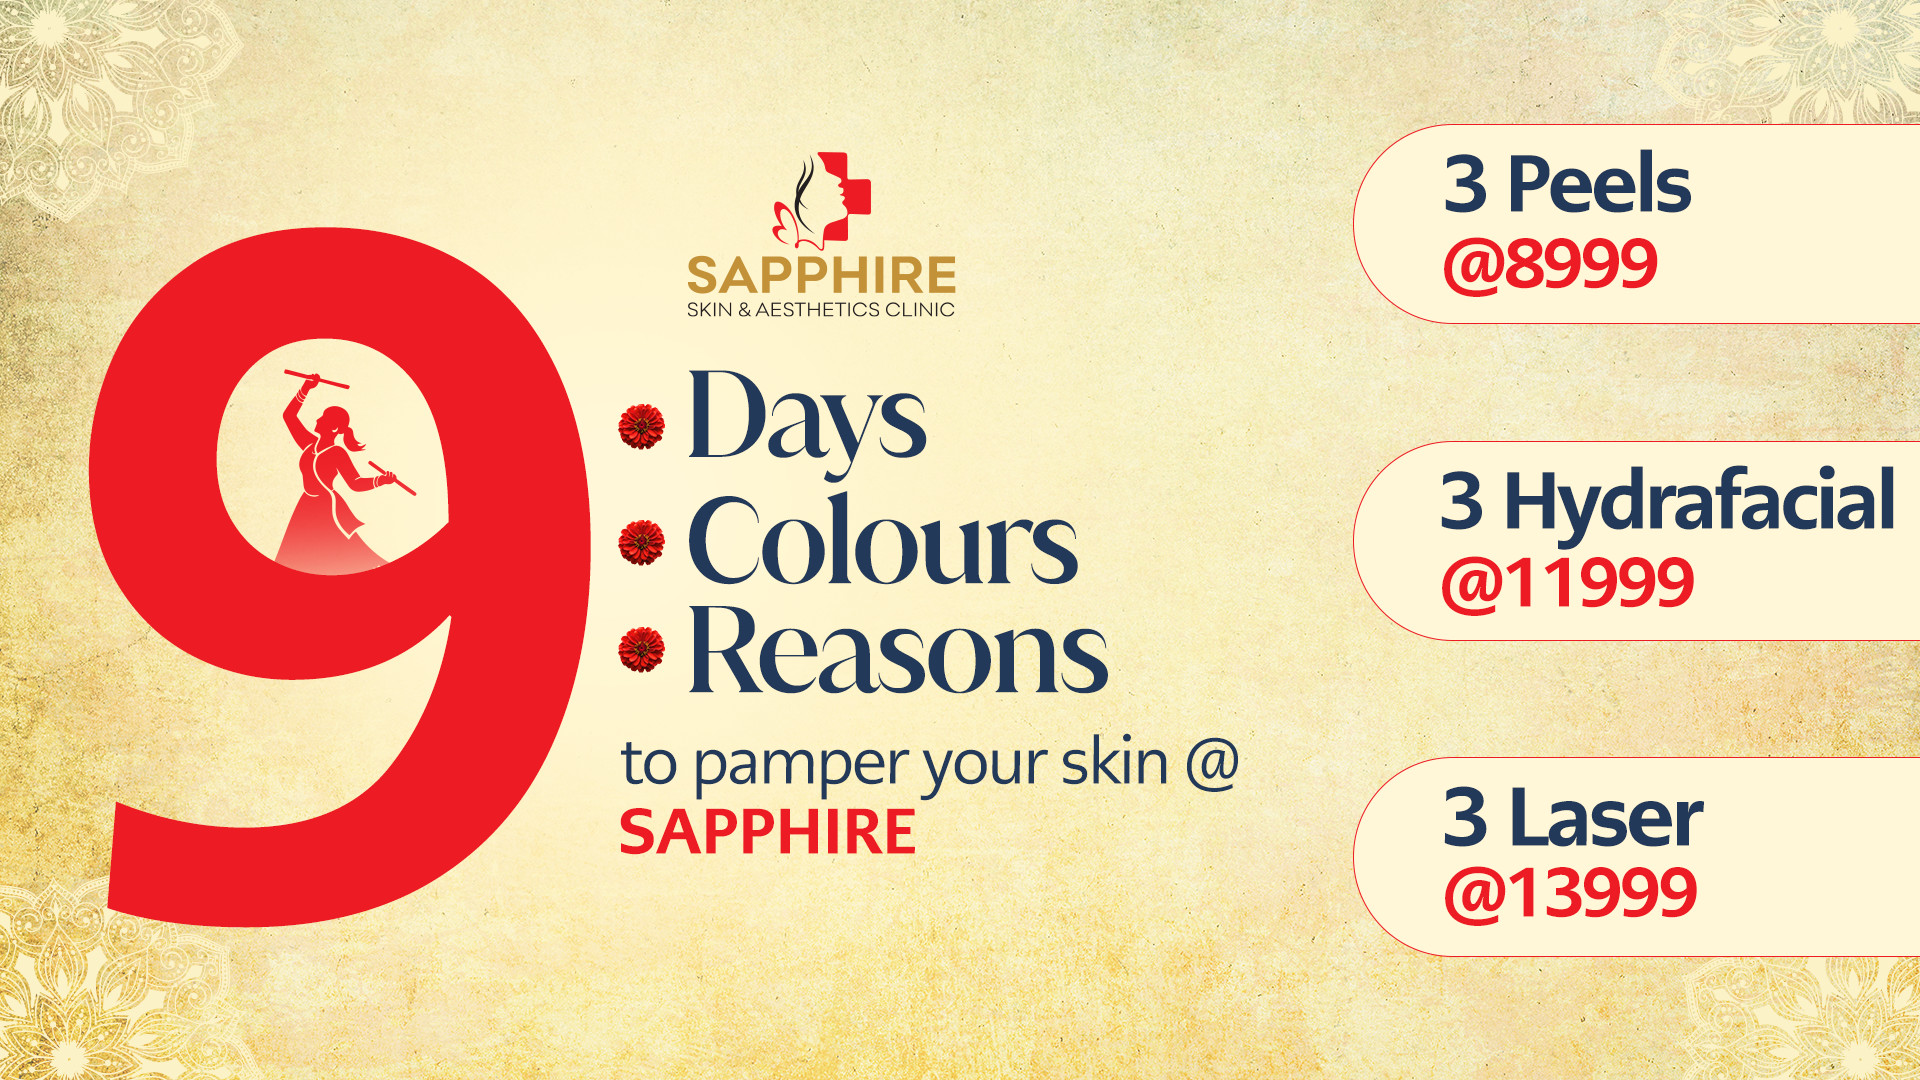 SAPPHIRE
SKIN & AESTHETICS CLINIC
9
Days
Colours
Reasons
to pamper your skin @
SAPPHIRE
3 Peels
@8999
3 Hydrafacial
@11999
3 Laser
@13999